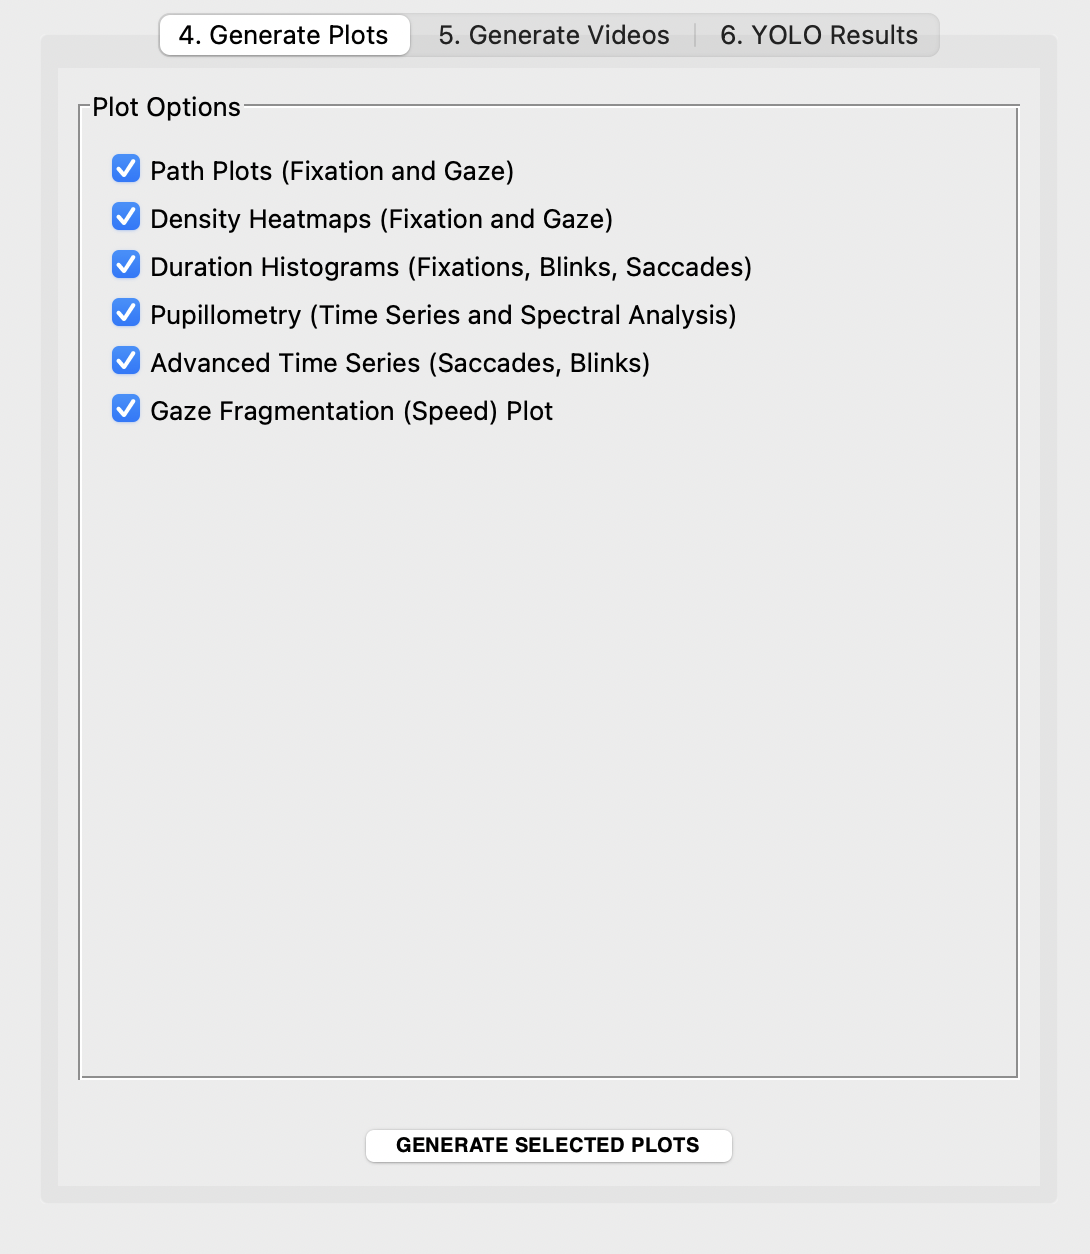 4. Generate Plots
5. Generate Videos
6. YOLO Results
Plot Options
Path Plots (Fixation and Gaze)
Density Heatmaps (Fixation and Gaze)
Duration Histograms (Fixations, Blinks, Saccades)
Pupillometry (Time Series and Spectral Analysis)
Advanced Time Series (Saccades, Blinks)
Gaze Fragmentation (Speed) Plot
GENERATE SELECTED PLOTS